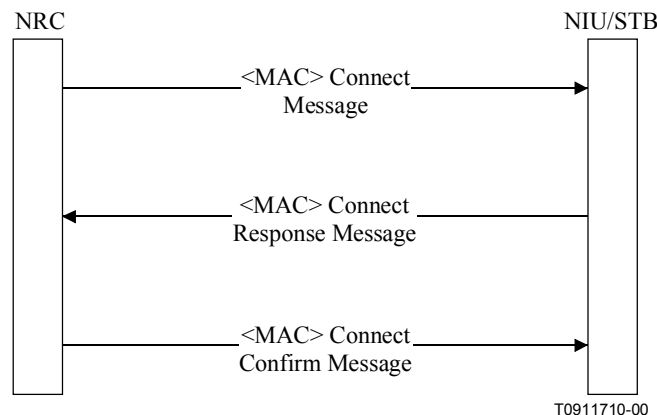 NRC NIU/STB
<MAC> Connect
Message
<MAC> Connect
Response Message
<MAC> Connect
Confirm Message
T0911710-00